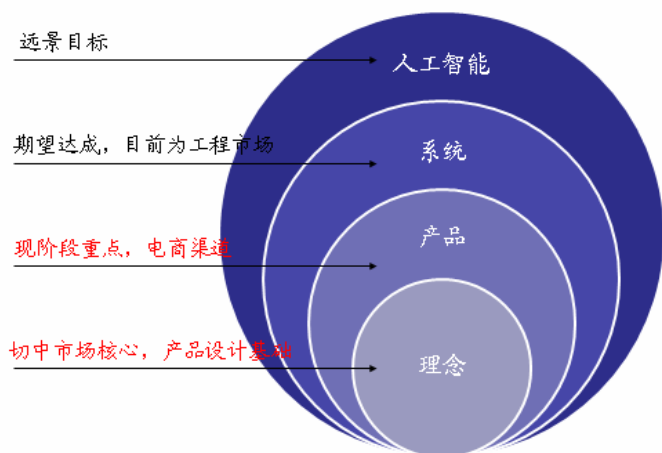 远景目标
人工智能
期望达成，目前为工程市场
系统
现阶段重点，电商渠道
产品
切中市场核心，产品设计基础
理念